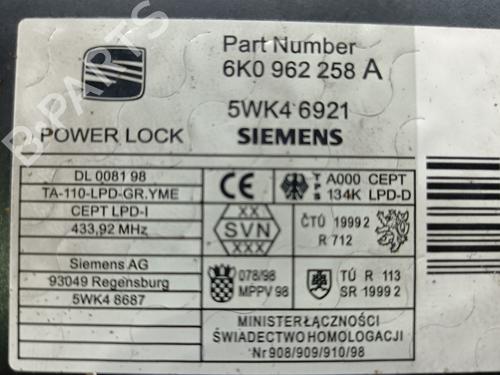 Part Number
6K0 962 258 A
5WK4 6921
POWER LOCK SIEMENS
DL 0081 98
TA-110-LPD-GR.YME
CEPT LPD-I
433,92 MHz
Siemens AG
93049 Regensburg
5WK4 8687
CE
T P S A000 CEPT
134K LPD-D
XX
SVN
XXX
ČTÚ 1999 2
R 712
078/98
MPPV 98
TÚ R 113
SR 1999 2
MINISTERŁĄCZNOŚCI
ŚWIADECTWO HOMOLOGACJI
Nr 908/909/910/98
B-PARTS